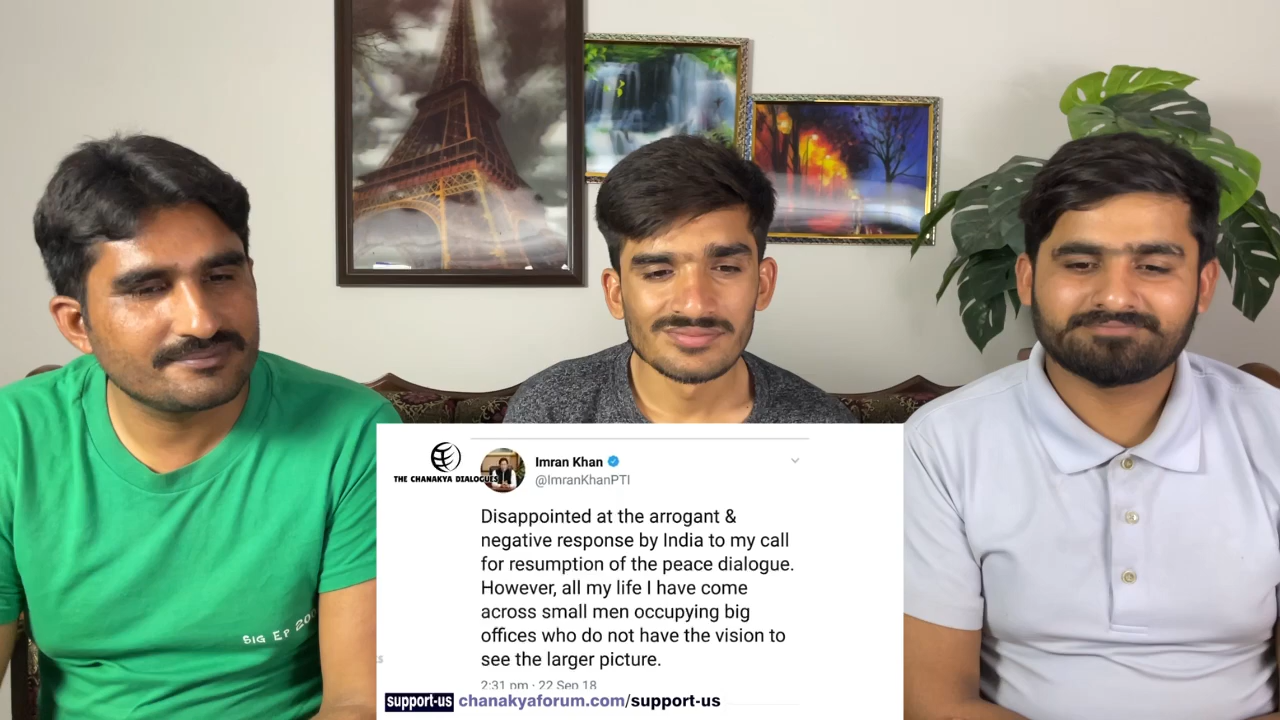 THE CHANAKYA DIALOGUES
Imran Khan
@ImranKhanPTI
Disappointed at the arrogant &
negative response by India to my call
for resumption of the peace dialogue.
However, all my life I have come
across small men occupying big
offices who do not have the vision to
see the larger picture.
2:31 pm · 22 Sep 18
support-us chanakyaforum.com/support-us
SIG EP